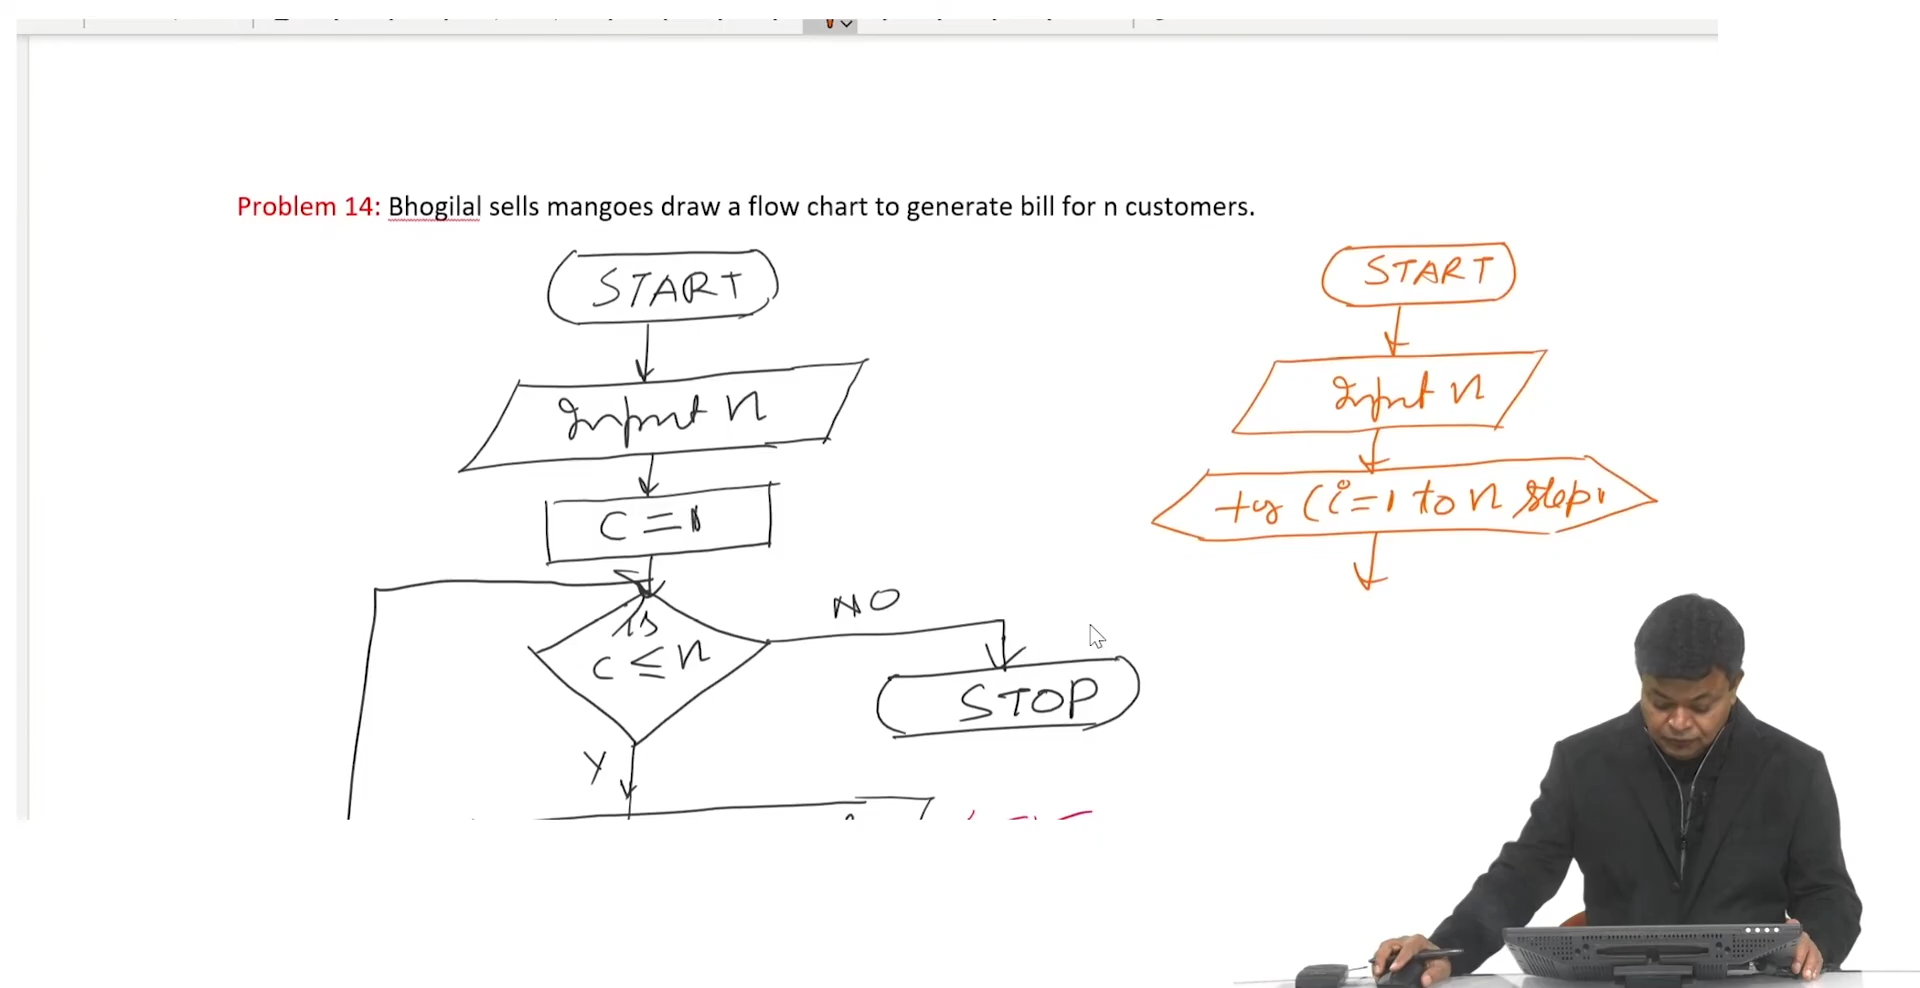 Problem 14: Bhogilal sells mangoes draw a flow chart to generate bill for n customers.
START
Input n
C = 1
is
C ≤ n
NO
STOP
Y
START
Input n
(i=1 to n step 1